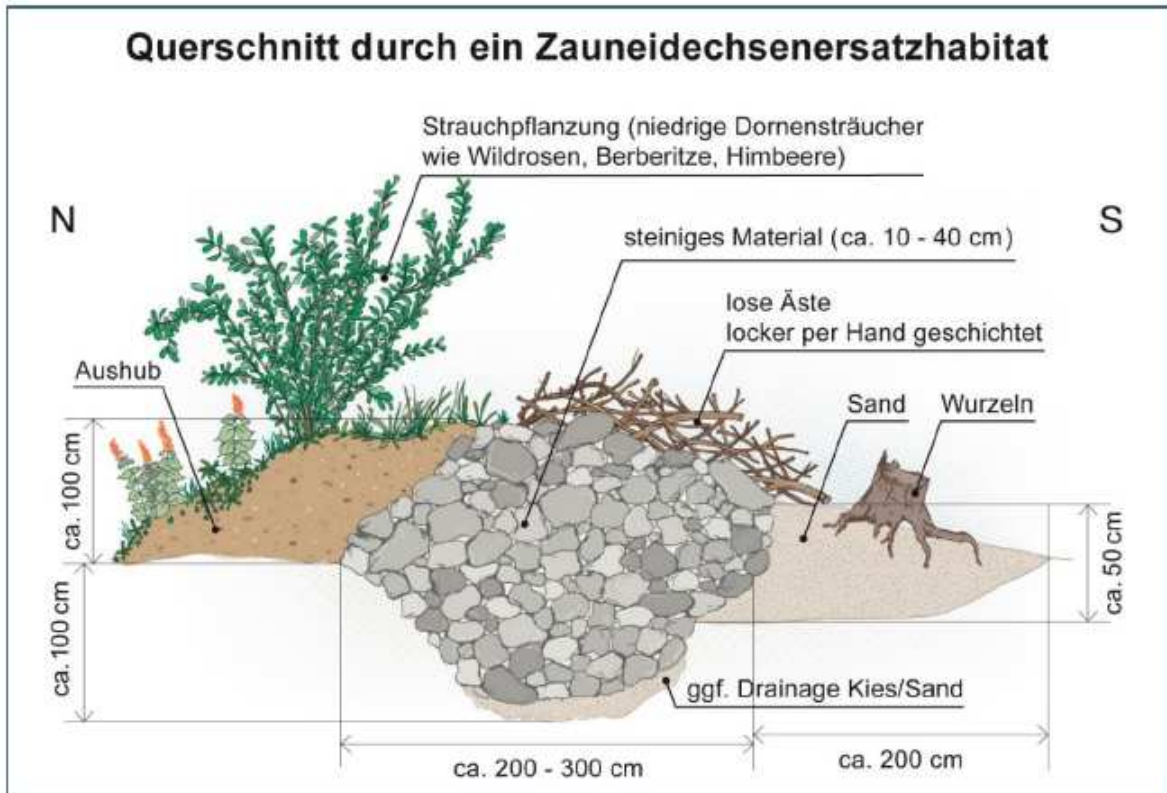 Querschnitt durch ein Zauneidechsenersatzhabitat
Strauchpflanzung (niedrige Dornensträucher
wie Wildrosen, Berberitze, Himbeere)
N
S
steiniges Material (ca. 10 - 40 cm)
lose Äste
locker per Hand geschichtet
Aushub
Sand
Wurzeln
ca. 100 cm
ca. 50 cm
ca. 100 cm
ggf. Drainage Kies/Sand
ca. 200 - 300 cm
ca. 200 cm